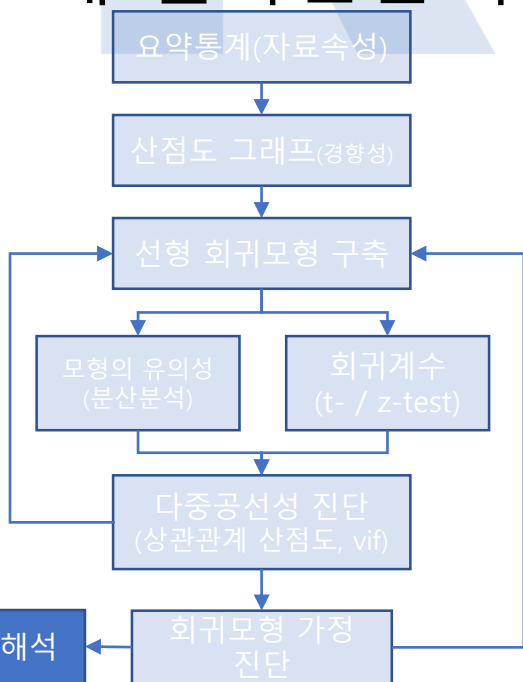 요약통계(자료속성)
산점도 그래프(경향성)
선형 회귀모형 구축
모형의 유의성
(분산분석)
회귀계수
(t- / z-test)
다중공선성 진단
(상관관계 산점도, vif)
해석
회귀모형 가정
진단